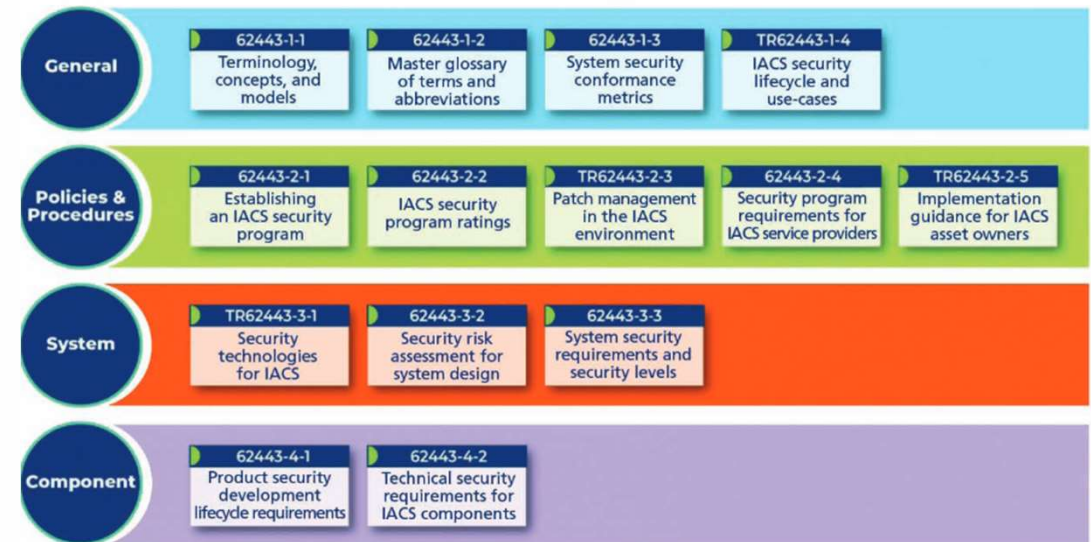 General
62443-1-1
Terminology,
concepts, and
models
62443-1-2
Master glossary
of terms and
abbreviations
62443-1-3
System security
conformance
metrics
TR62443-1-4
IACS security
lifecycle and
use-cases
Policies &
Procedures
62443-2-1
Establishing
an IACS security
program
62443-2-2
IACS security
program ratings
TR62443-2-3
Patch management
in the IACS
environment
62443-2-4
Security program
requirements for
IACS service providers
TR62443-2-5
Implementation
guidance for IACS
asset owners
System
TR62443-3-1
Security
technologies
for IACS
62443-3-2
Security risk
assessment for
system design
62443-3-3
System security
requirements and
security levels
Component
62443-4-1
Product security
development
lifecycle requirements
62443-4-2
Technical security
requirements for
IACS components